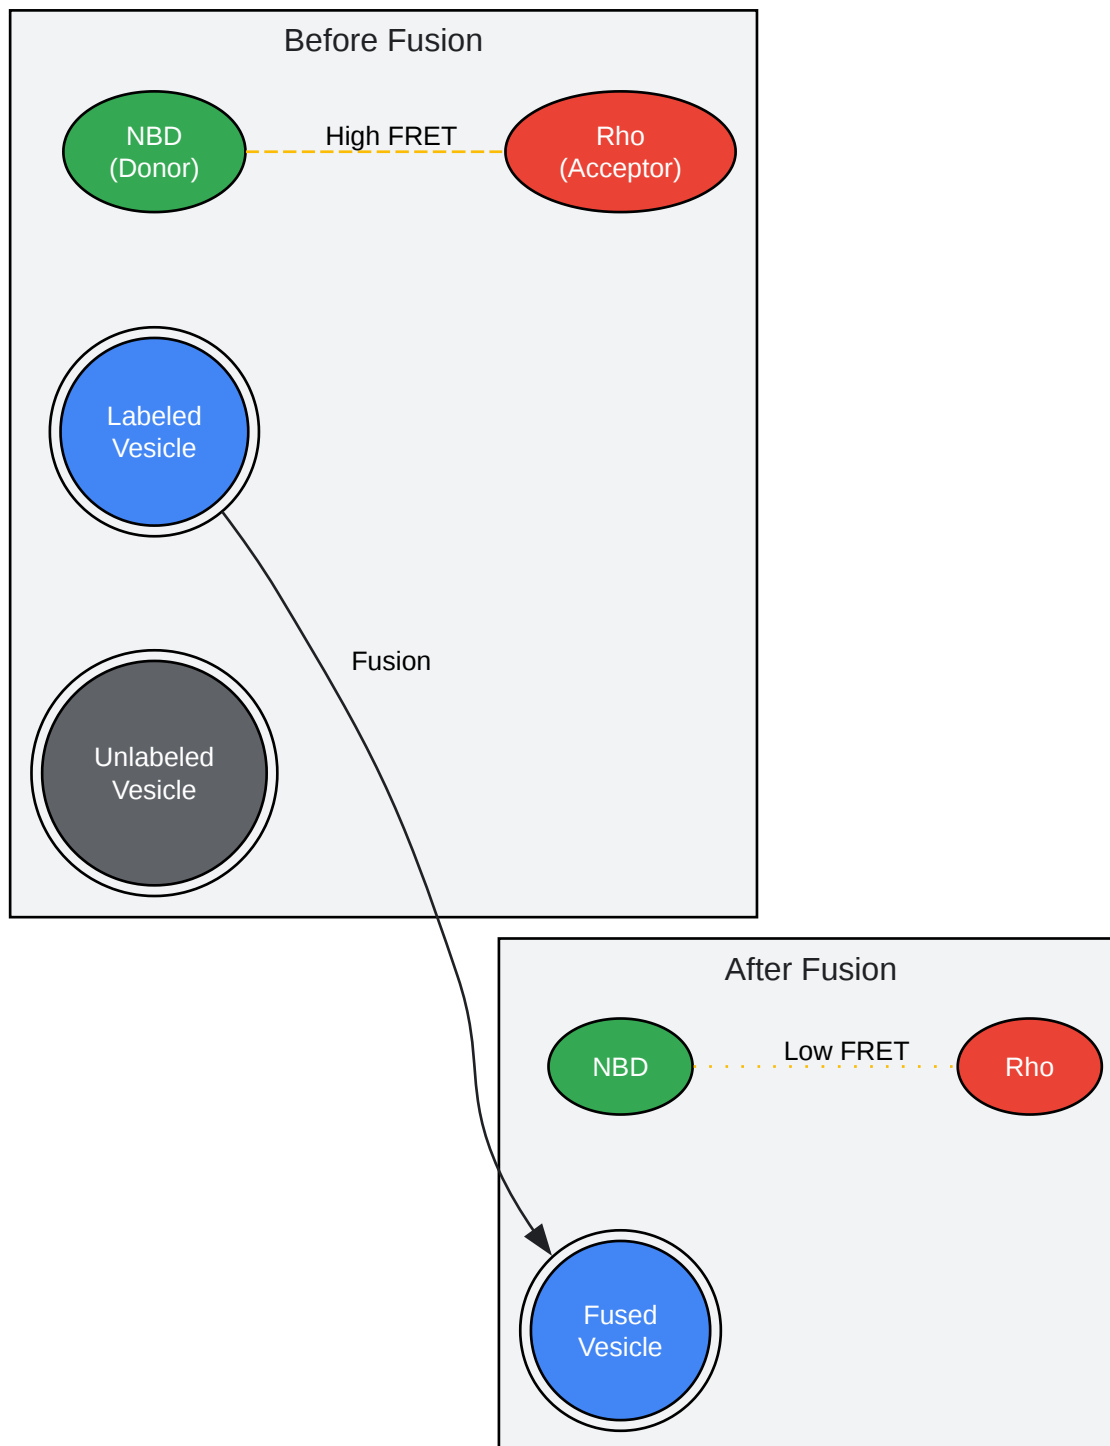 Before Fusion
NBD
(Donor)
High FRET
Rho
(Acceptor)
Labeled
Vesicle
Fusion
Unlabeled
Vesicle
After Fusion
NBD
Low FRET
Rho
Fused
Vesicle